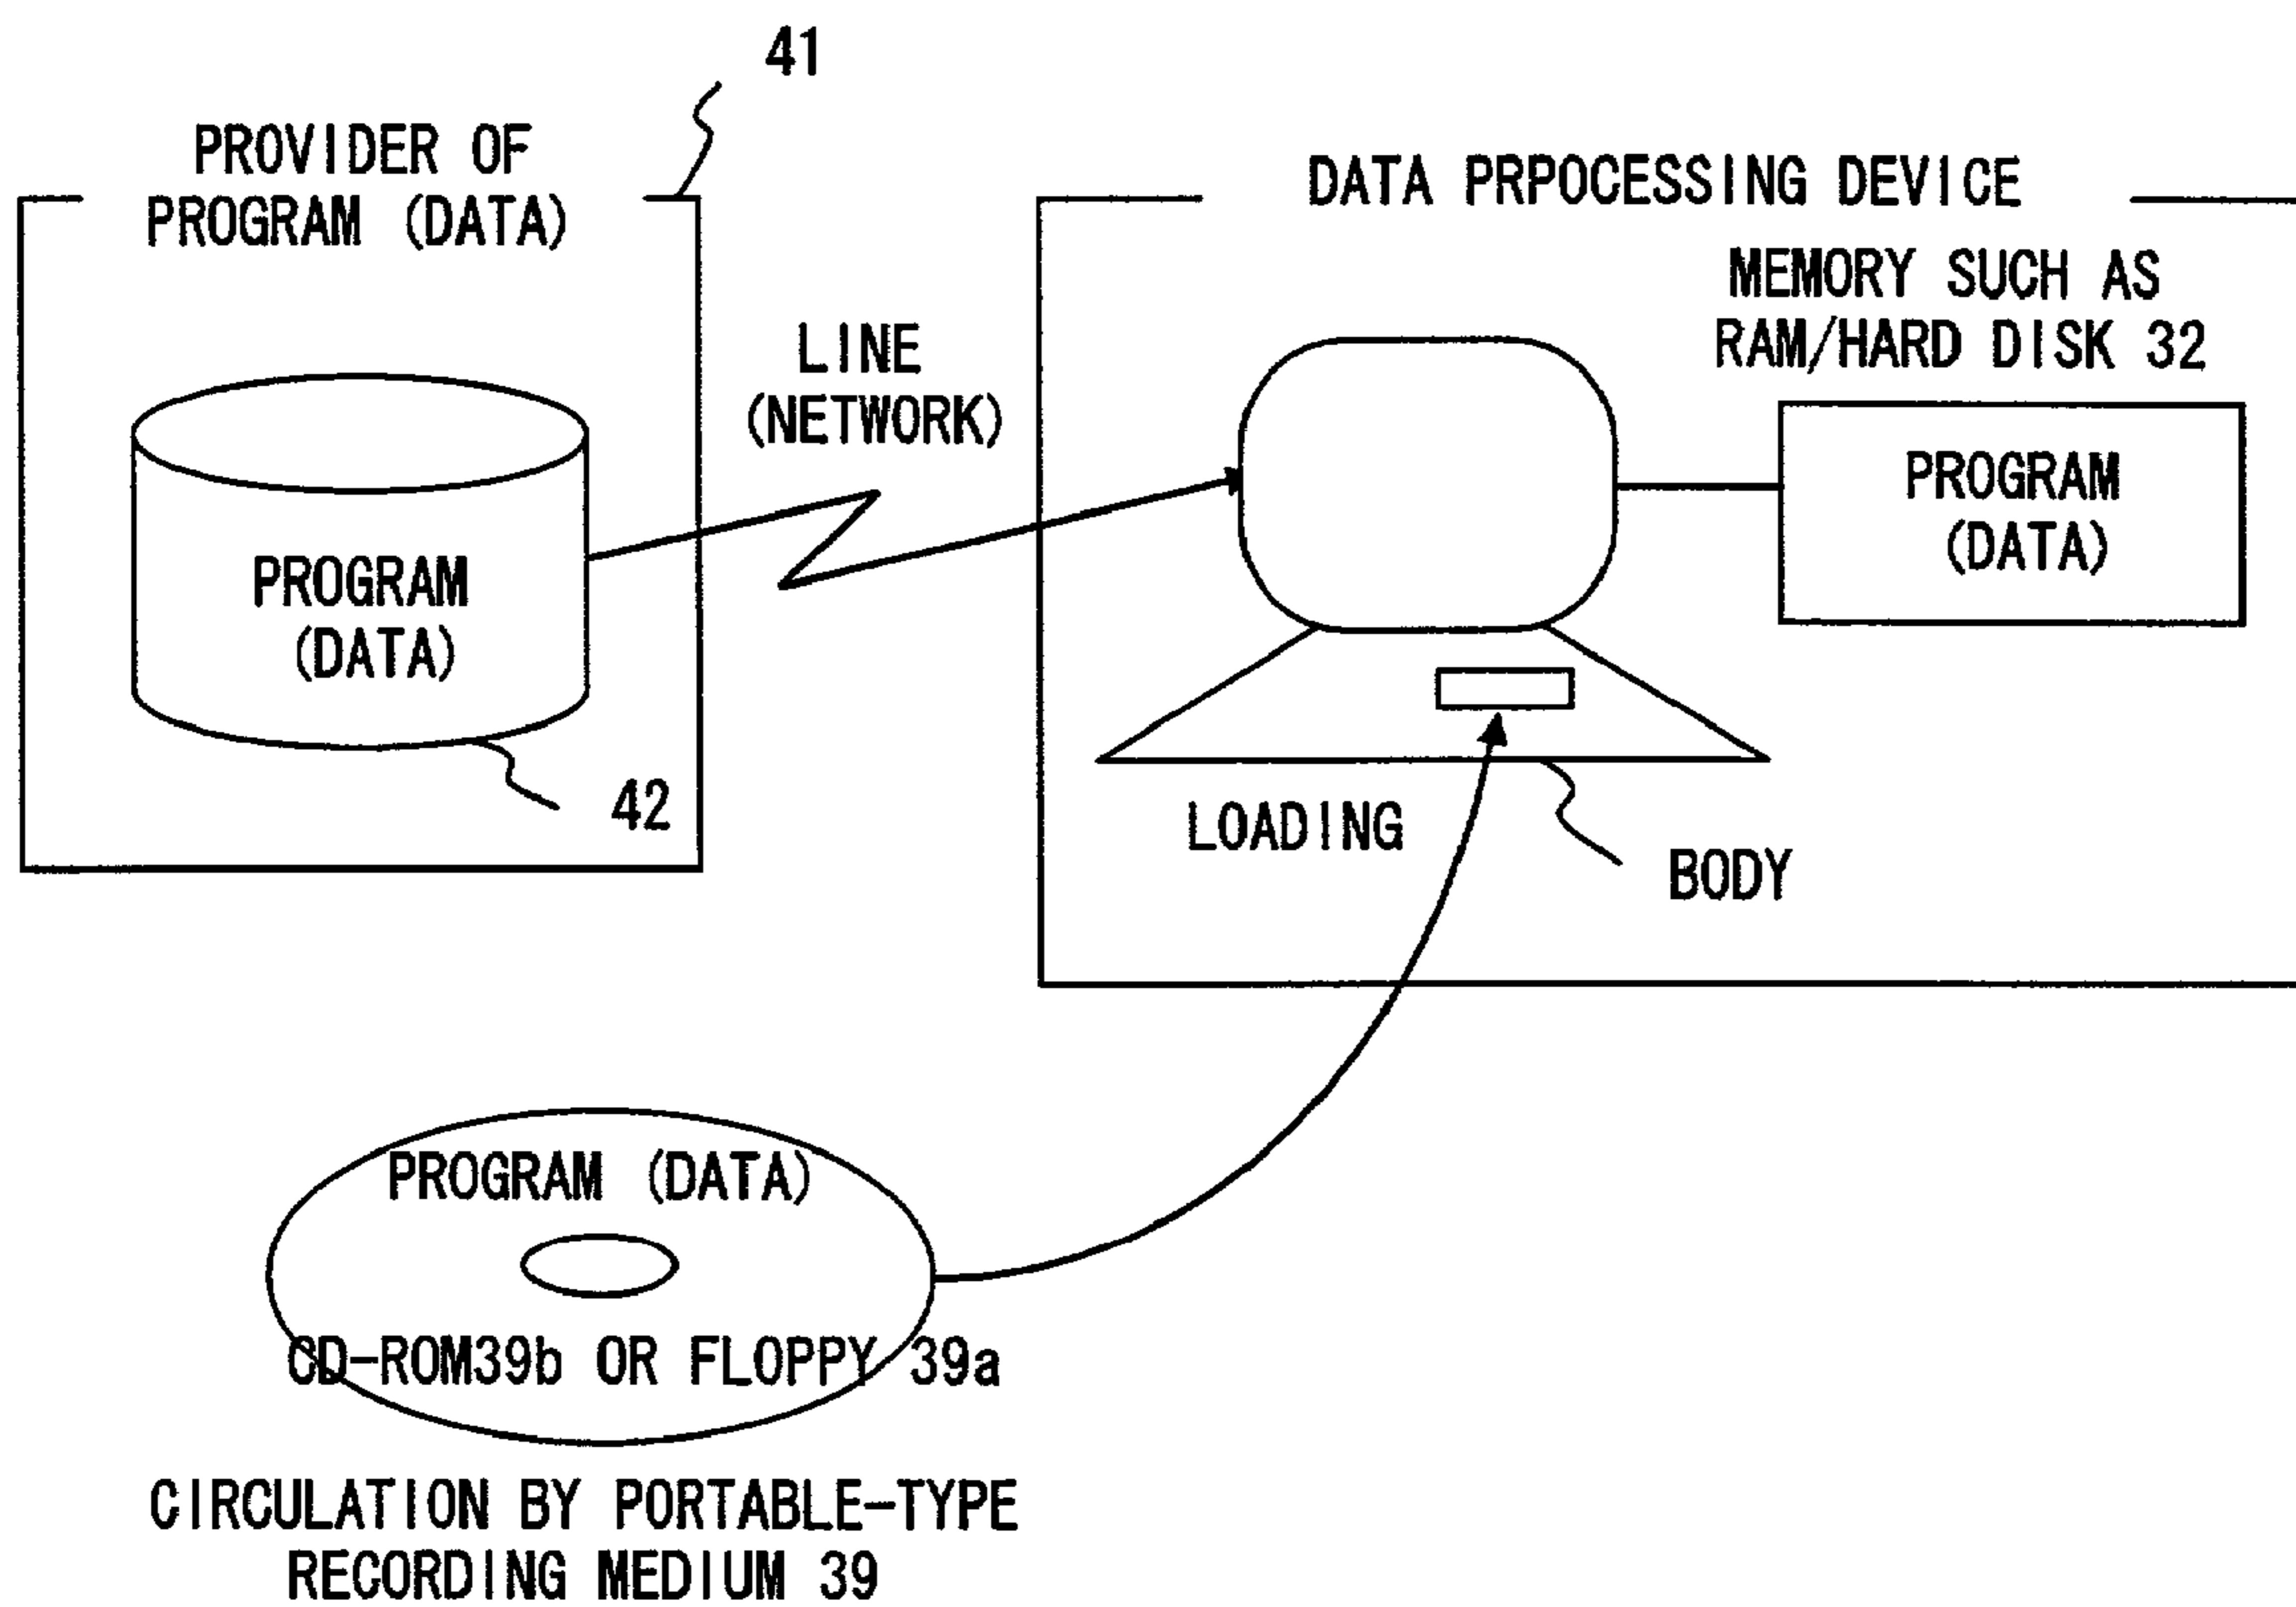 41
PROVIDER OF
PROGRAM (DATA)
DATA PRPOCESSING DEVICE
MEMORY SUCH AS
RAM/HARD DISK 32
LINE
(NETWORK)
PROGRAM
(DATA)
PROGRAM
(DATA)
42
LOADING
BODY
PROGRAM (DATA)
CD-ROM39b OR FLOPPY 39a
CIRCULATION BY PORTABLE-TYPE
RECORDING MEDIUM 39